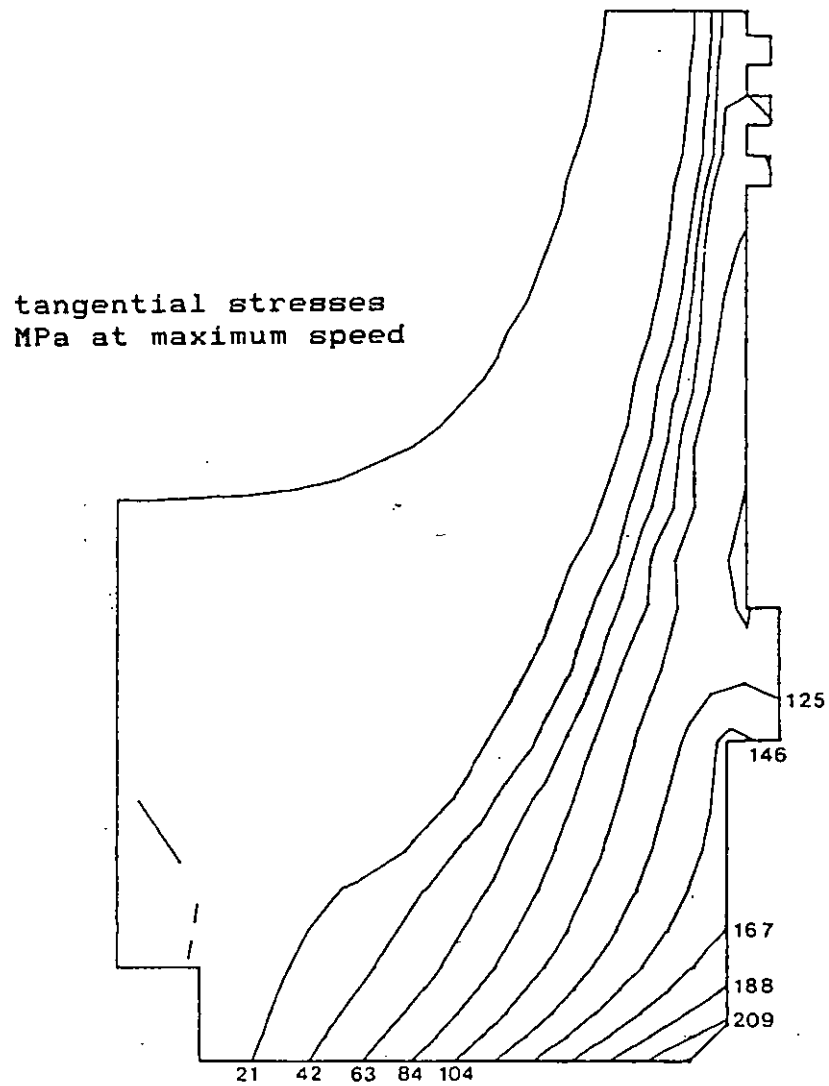 tangential stresses
MPa at maximum speed
125
146
167
188
209
21 42 63 84 104